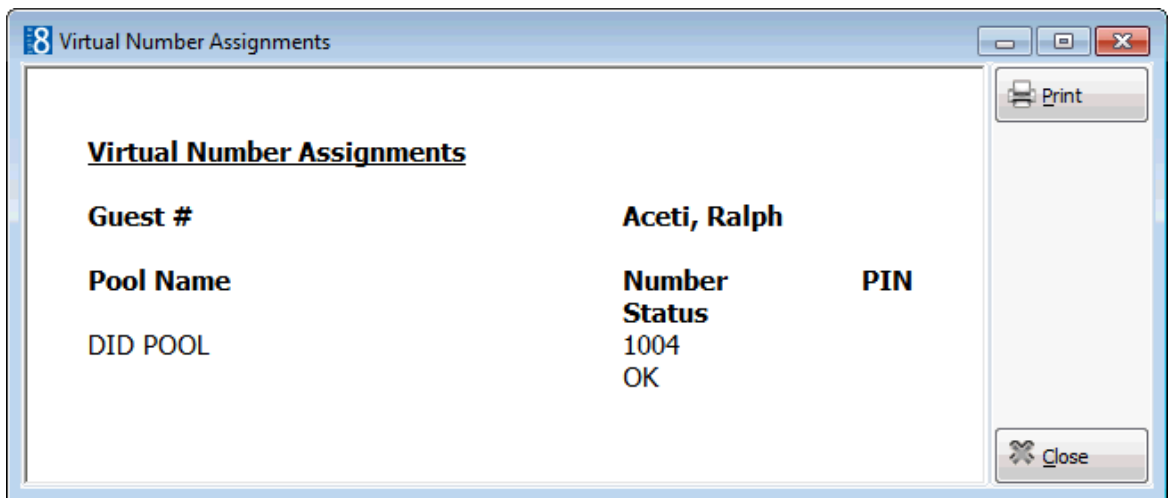 8 Virtual Number Assignments
Print
Virtual Number Assignments
Guest # Aceti, Ralph
Pool Name Number PIN
Status
DID POOL 1004
OK
Close